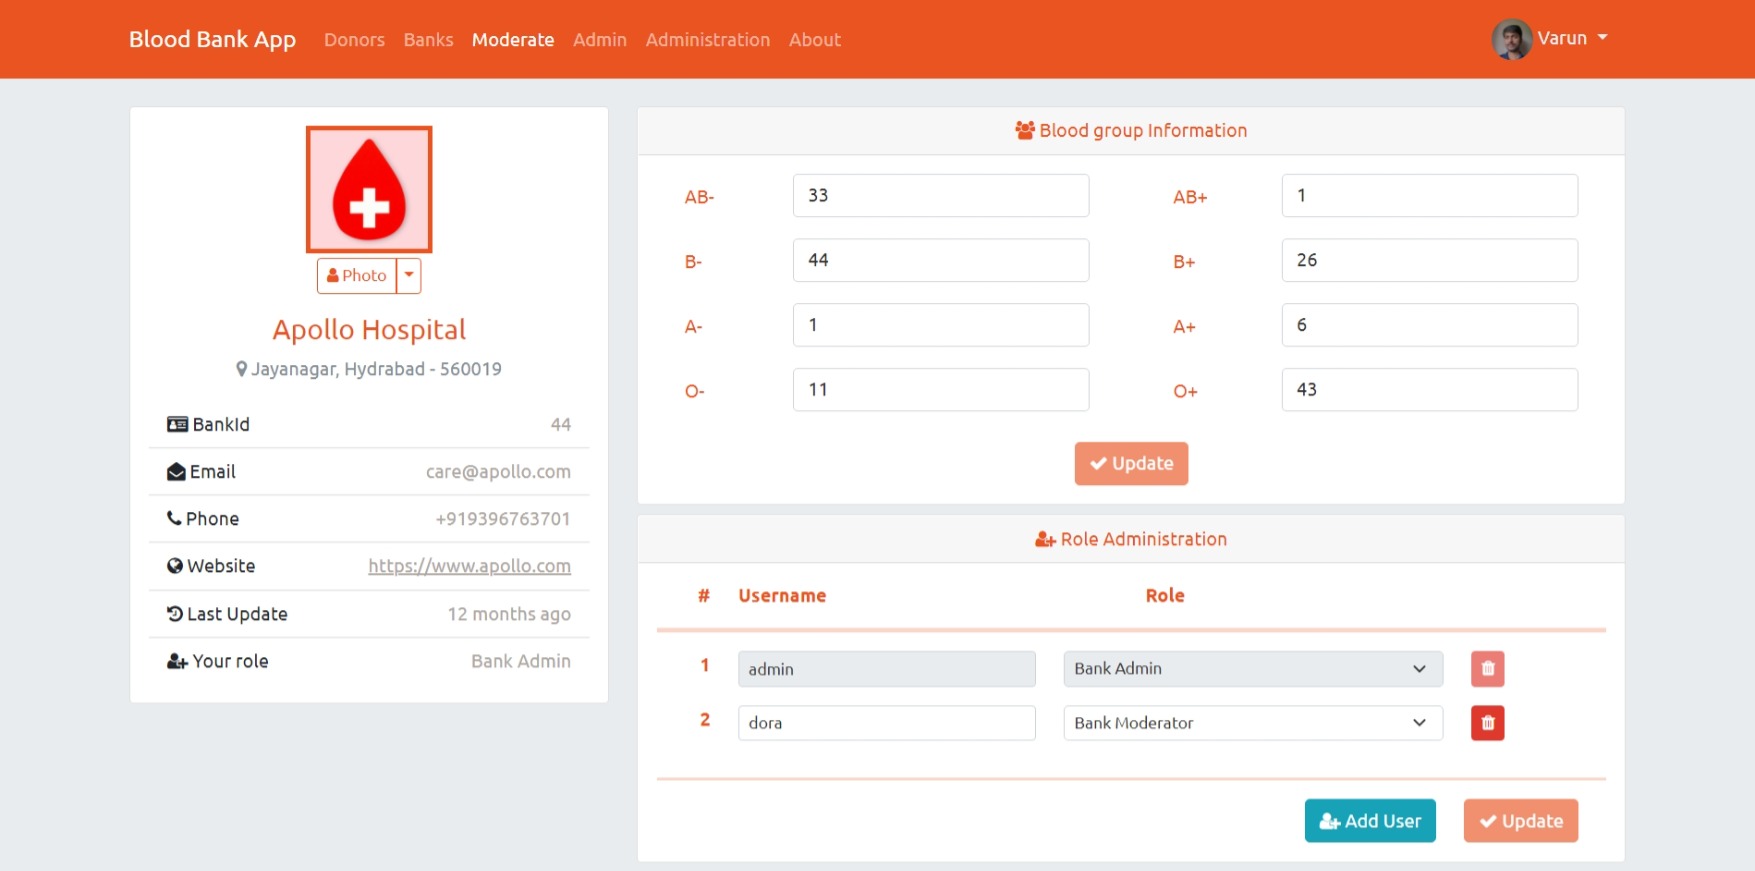 Blood Bank App Donors Banks Moderate Admin Administration About Varun
Photo
Apollo Hospital
Jayanagar, Hydrabad - 560019
BankId 44
Email care@apollo.com
Phone +919396763701
Website https://www.apollo.com
Last Update 12 months ago
Your role Bank Admin
Blood group Information
AB- 33 AB+ 1
B- 44 B+ 26
A- 1 A+ 6
O- 11 O+ 43
Update
Role Administration
# Username Role
1 admin Bank Admin
2 dora Bank Moderator
Add User Update